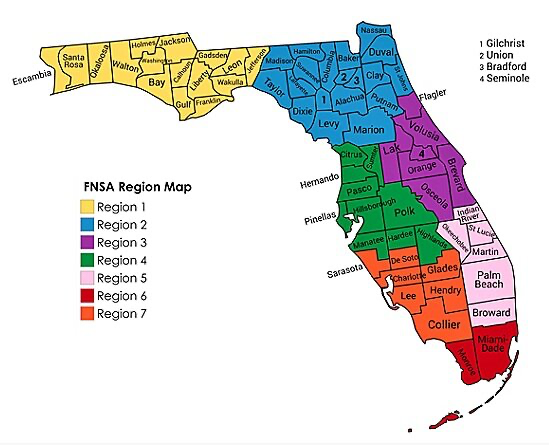 Nassau
Holmes
Jackson
Santa
Rosa
Okaloosa
Walton
Washington
Bay
Calhoun
Gadsden
Liberty
Leon
Wakulla
Jefferson
Gulf
Franklin
Escambia
Madison
Hamilton
Suwannee
Columbia
Baker
Duval
2
3
Clay
St Johns
Taylor
Lafayette
Dixie
1
Alachua
Putnam
Flagler
Levy
Marion
Volusia
1 Gilchrist
2 Union
3 Bradford
4 Seminole
Citrus
Sumter
Lak
4
Orange
Brevard
Hernando
Pasco
Osceola
Pinellas
Hillsborough
Polk
Indian
River
Manatee
Hardee
Highlands
Okeechobee
St Lucie
Martin
Sarasota
De Soto
Charlotte
Glades
Palm
Beach
Lee
Hendry
Broward
Collier
Miami-
Dade
Monroe
FNSA Region Map
Region 1
Region 2
Region 3
Region 4
Region 5
Region 6
Region 7